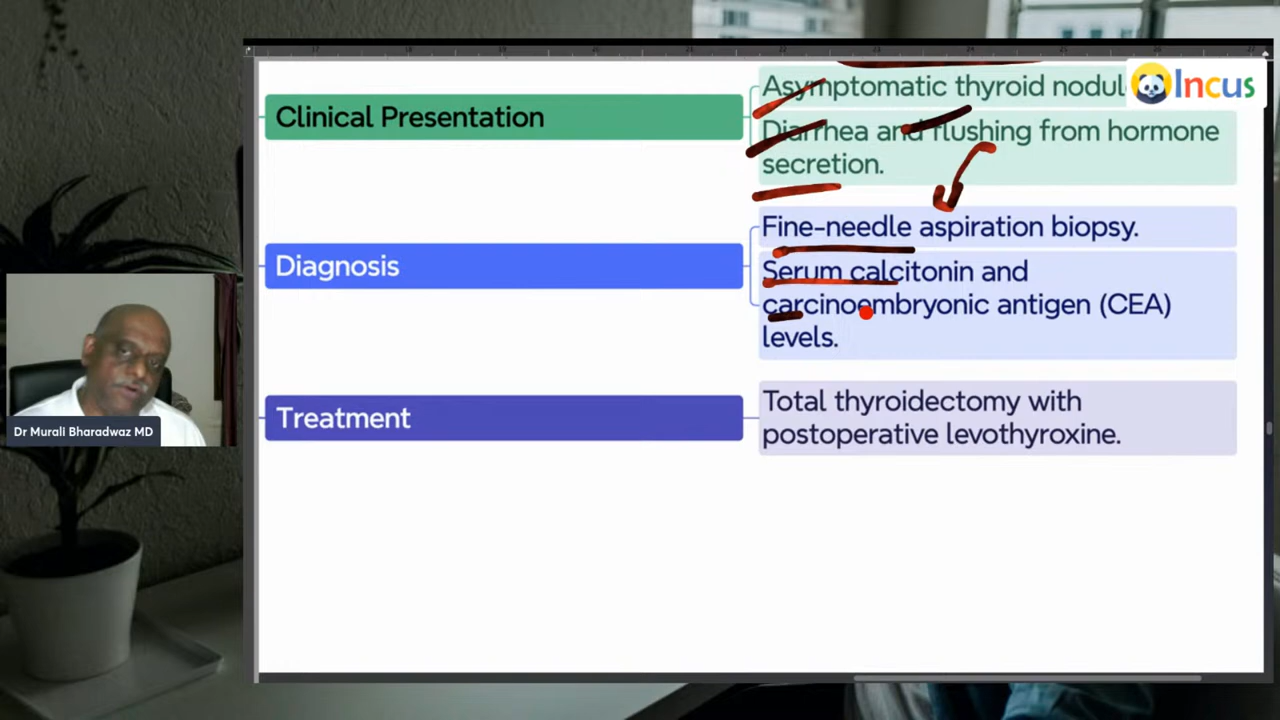 Asymptomatic thyroid nodul
Incus
Clinical Presentation
Diarrhea and flushing from hormone
secretion.
Fine-needle aspiration biopsy.
Diagnosis
Serum calcitonin and
carcinoembryonic antigen (CEA)
levels.
Treatment
Total thyroidectomy with
postoperative levothyroxine.
Dr Murali Bharadwaz MD